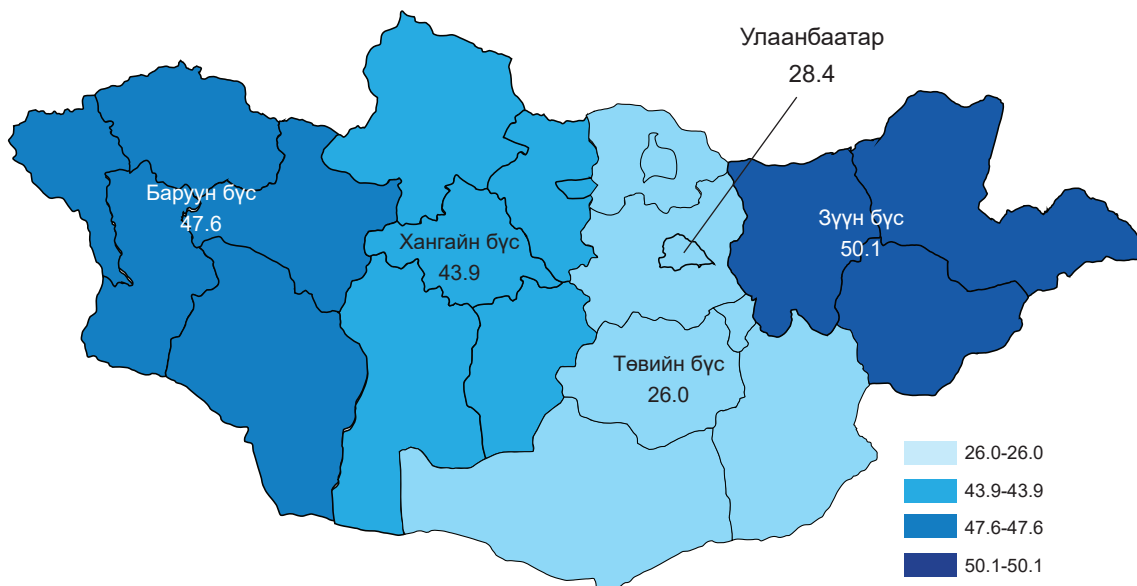 Улаанбаатар
28.4
Баруун бүс
47.6
Хангайн бүс
43.9
Зүүн бүс
50.1
Төвийн бүс
26.0
26.0-26.0
43.9-43.9
47.6-47.6
50.1-50.1